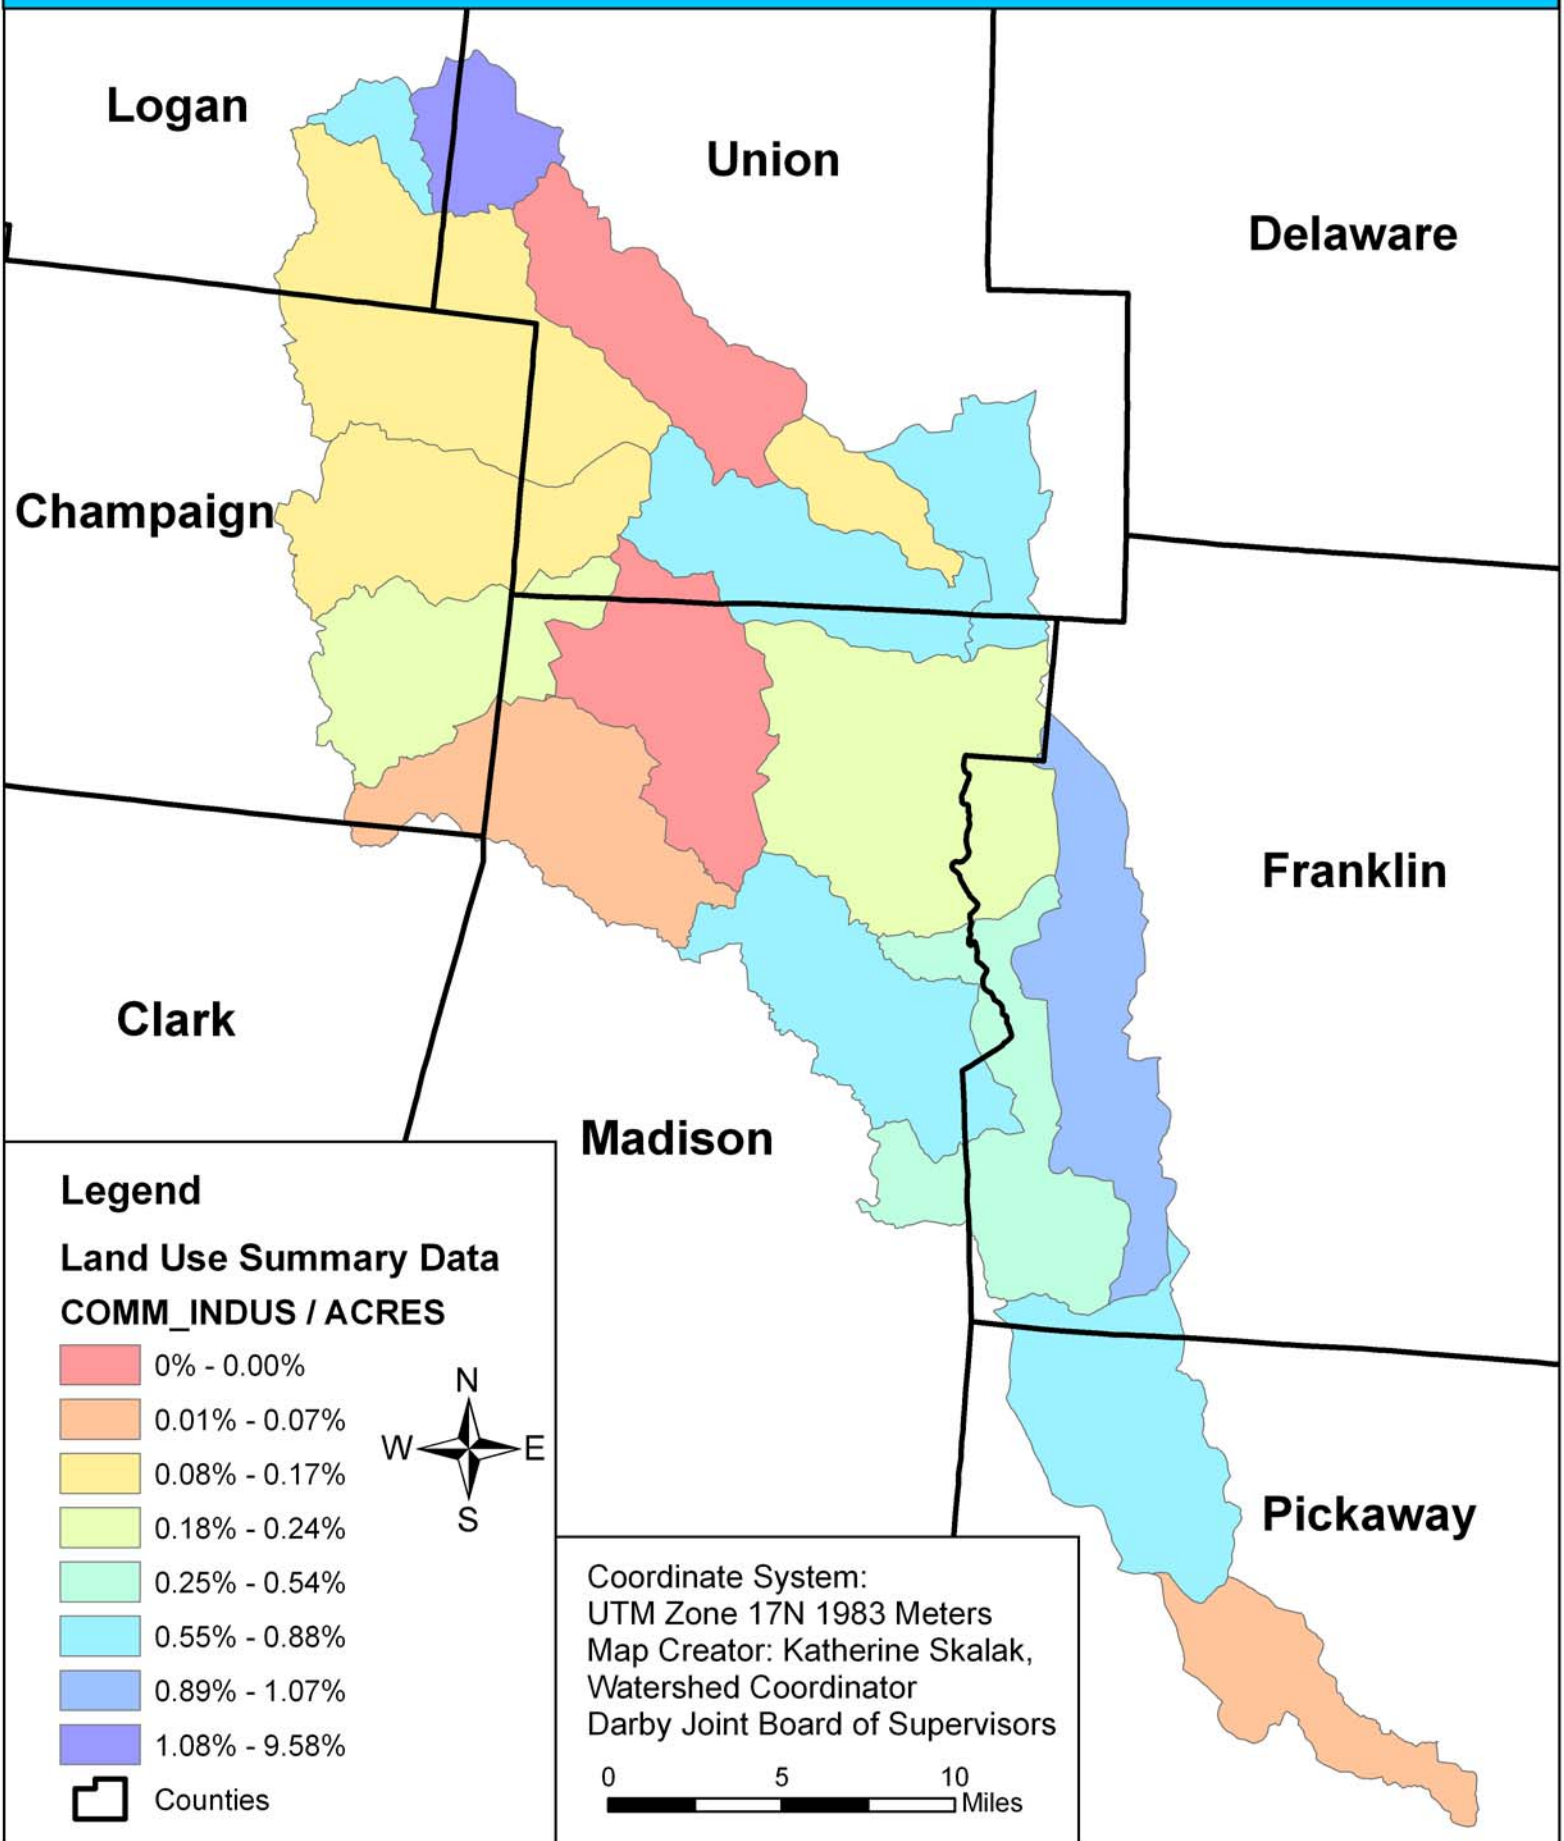 Logan
Union
Delaware
Champaign
Franklin
Clark
Madison
Pickaway
Legend
Land Use Summary Data
COMM_INDUS / ACRES
0% - 0.00%
0.01% - 0.07%
0.08% - 0.17%
0.18% - 0.24%
0.25% - 0.54%
0.55% - 0.88%
0.89% - 1.07%
1.08% - 9.58%
Counties
N
W E
S
Coordinate System:
UTM Zone 17N 1983 Meters
Map Creator: Katherine Skalak,
Watershed Coordinator
Darby Joint Board of Supervisors
0 5 10
Miles